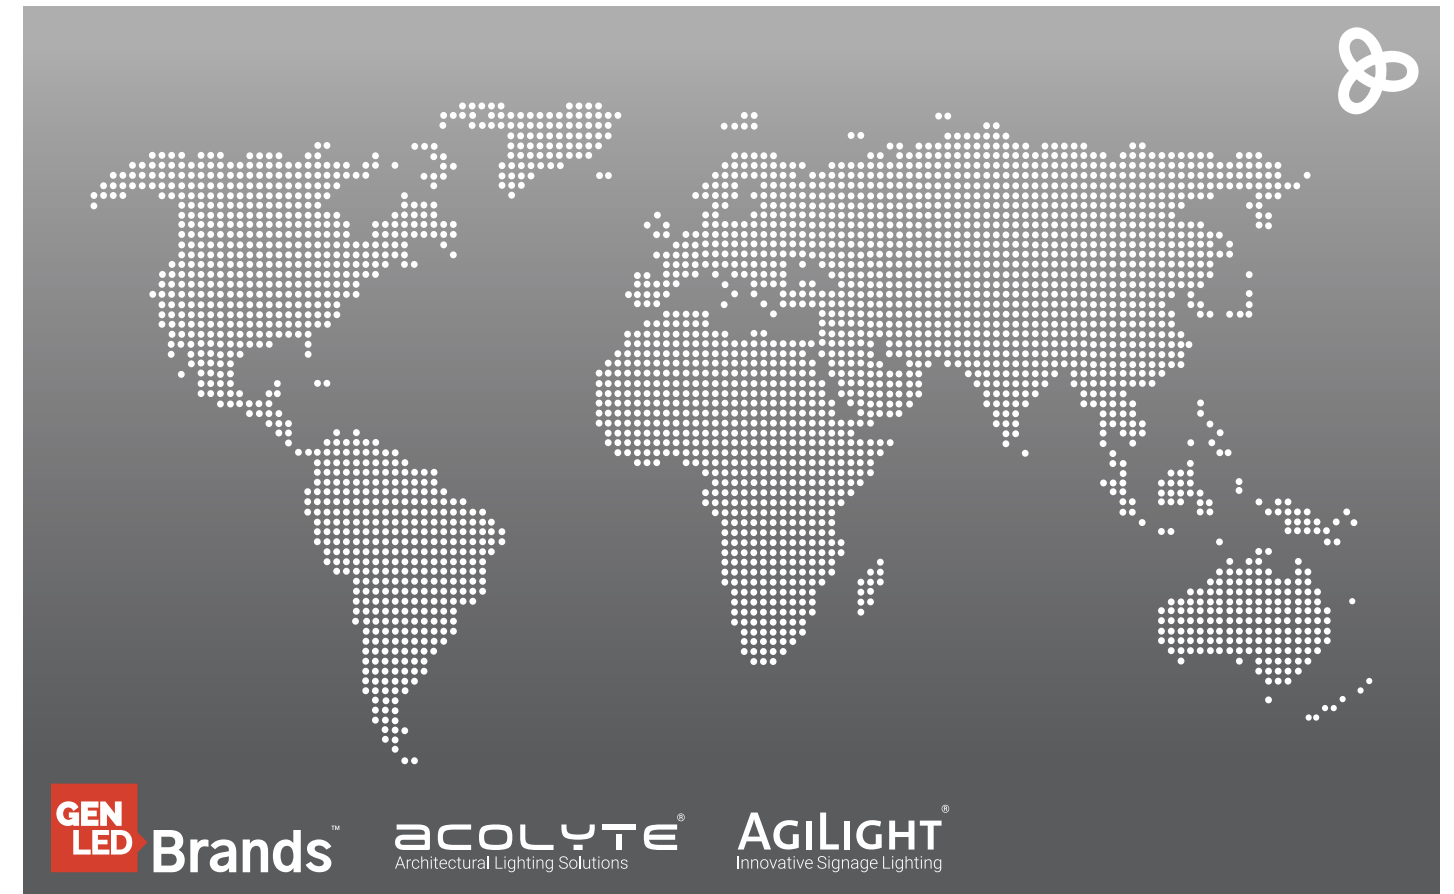 GEN
LED
Brands™
acoLYTE®
Architectural Lighting Solutions
AGILIGHT®
Innovative Signage Lighting